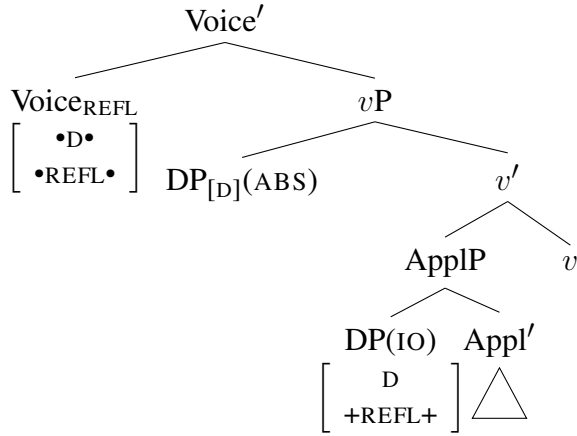 Voice′
Voice_REFL vP
[ •D• •REFL• ] DP_[D](ABS) v′
ApplP v
DP(IO) Appl′
[ D +REFL+ ]